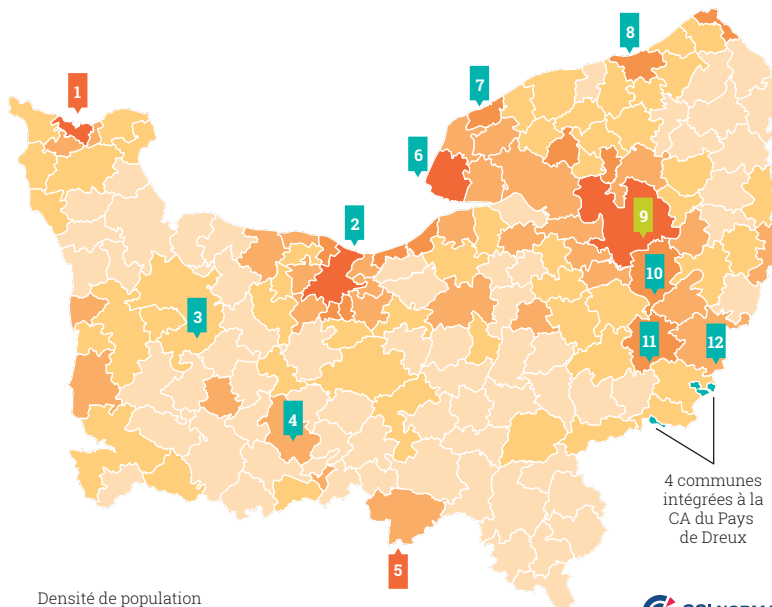 8
1
7
6
2
9
10
3
11
12
4
4 communes
intégrées à la
CA du Pays
de Dreux
5
Densité de population